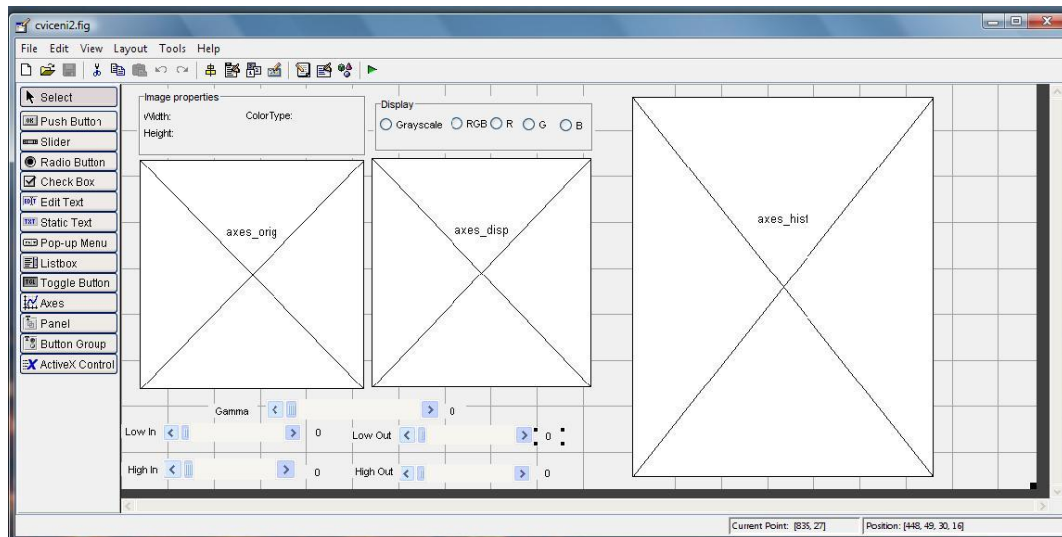 cviceni2.fig
File Edit View Layout Tools Help
Select
Push Button
Slider
Radio Button
Check Box
Edit Text
Static Text
Pop-up Menu
Listbox
Toggle Button
Axes
Panel
Button Group
ActiveX Control
Image properties
Width: ColorType:
Height:
Display
Grayscale RGB R G B
axes_orig
axes_disp
axes_hist
Gamma 0
Low In 0 Low Out 0
High In 0 High Out 0
Current Point: [835, 27] Position: [448, 49, 30, 16]